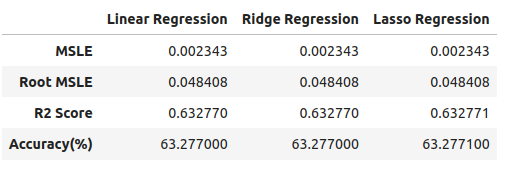 Linear Regression Ridge Regression Lasso Regression
MSLE 0.002343 0.002343 0.002343
Root MSLE 0.048408 0.048408 0.048408
R2 Score 0.632770 0.632770 0.632771
Accuracy(%) 63.277000 63.277000 63.277100